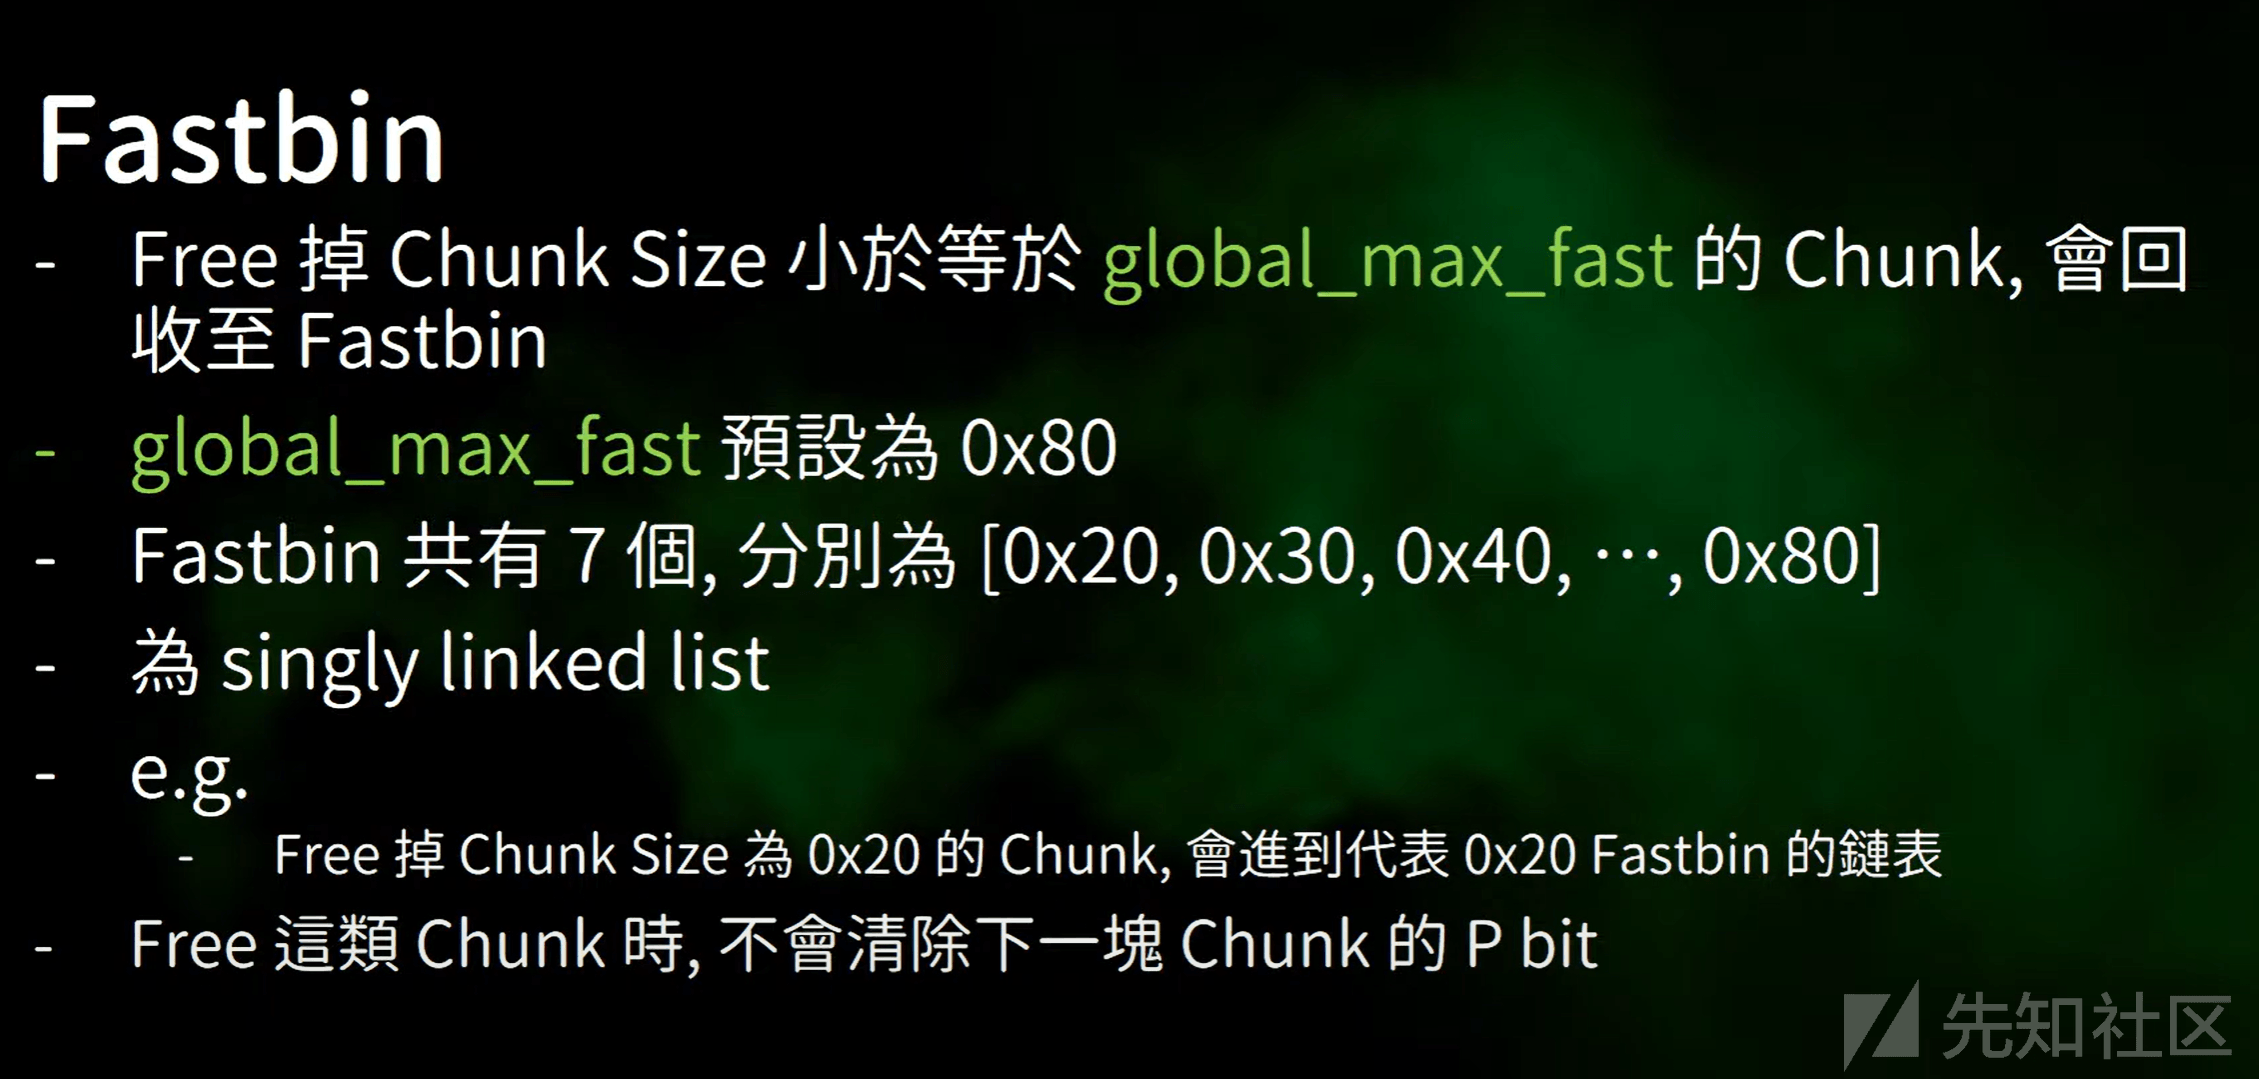 Fastbin
- Free 掉 Chunk Size 小於等於 global_max_fast 的 Chunk, 會回
收至 Fastbin
- global_max_fast 預設為 0x80
- Fastbin 共有 7 個, 分別為 [0x20, 0x30, 0x40, …, 0x80]
- 為 singly linked list
- e.g.
- Free 掉 Chunk Size 為 0x20 的 Chunk, 會進到代表 0x20 Fastbin 的鏈表
- Free 這類 Chunk 時, 不會清除下一塊 Chunk 的 P bit
先知社区